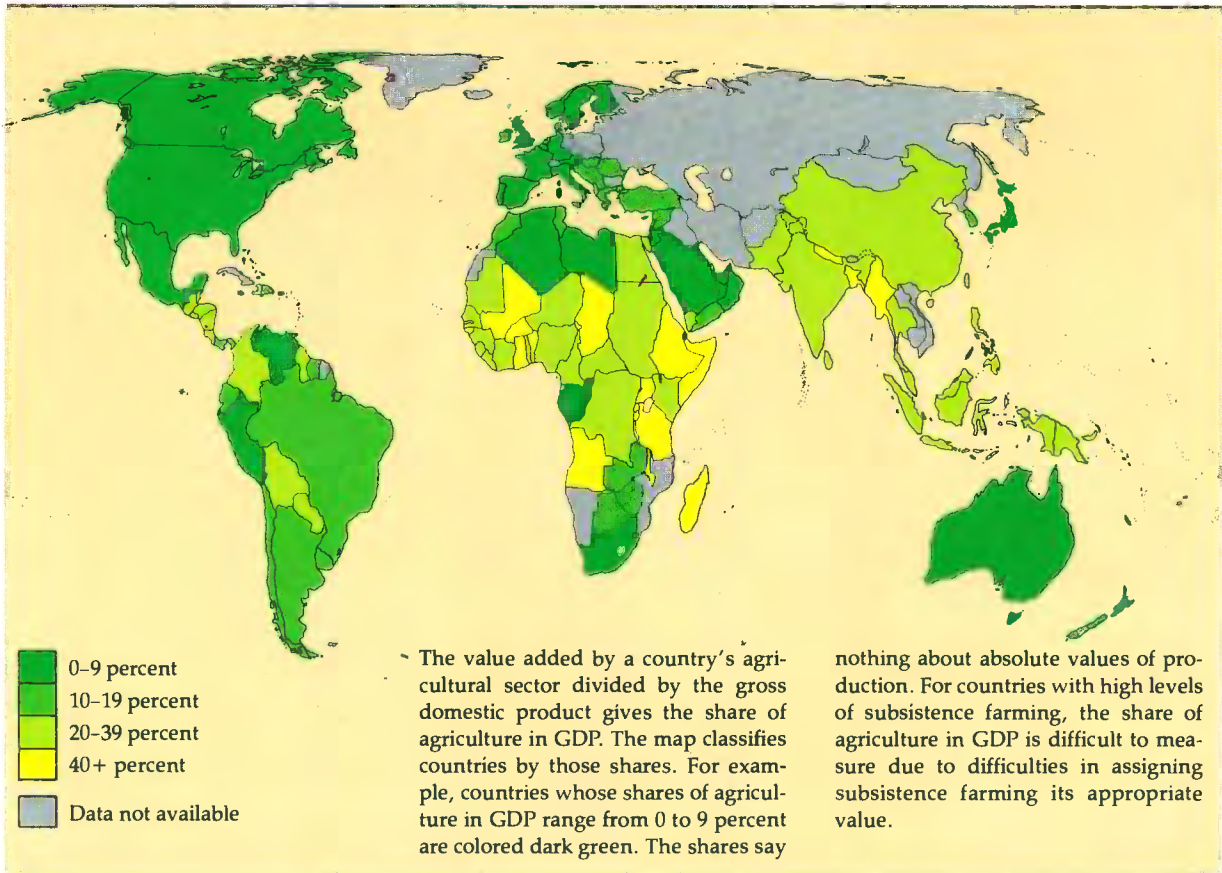 0–9 percent
10–19 percent
20–39 percent
40+ percent
Data not available
The value added by a country's agri-
cultural sector divided by the gross
domestic product gives the share of
agriculture in GDP. The map classifies
countries by those shares. For exam-
ple, countries whose shares of agricul-
ture in GDP range from 0 to 9 percent
are colored dark green. The shares say
nothing about absolute values of pro-
duction. For countries with high levels
of subsistence farming, the share of
agriculture in GDP is difficult to mea-
sure due to difficulties in assigning
subsistence farming its appropriate
value.